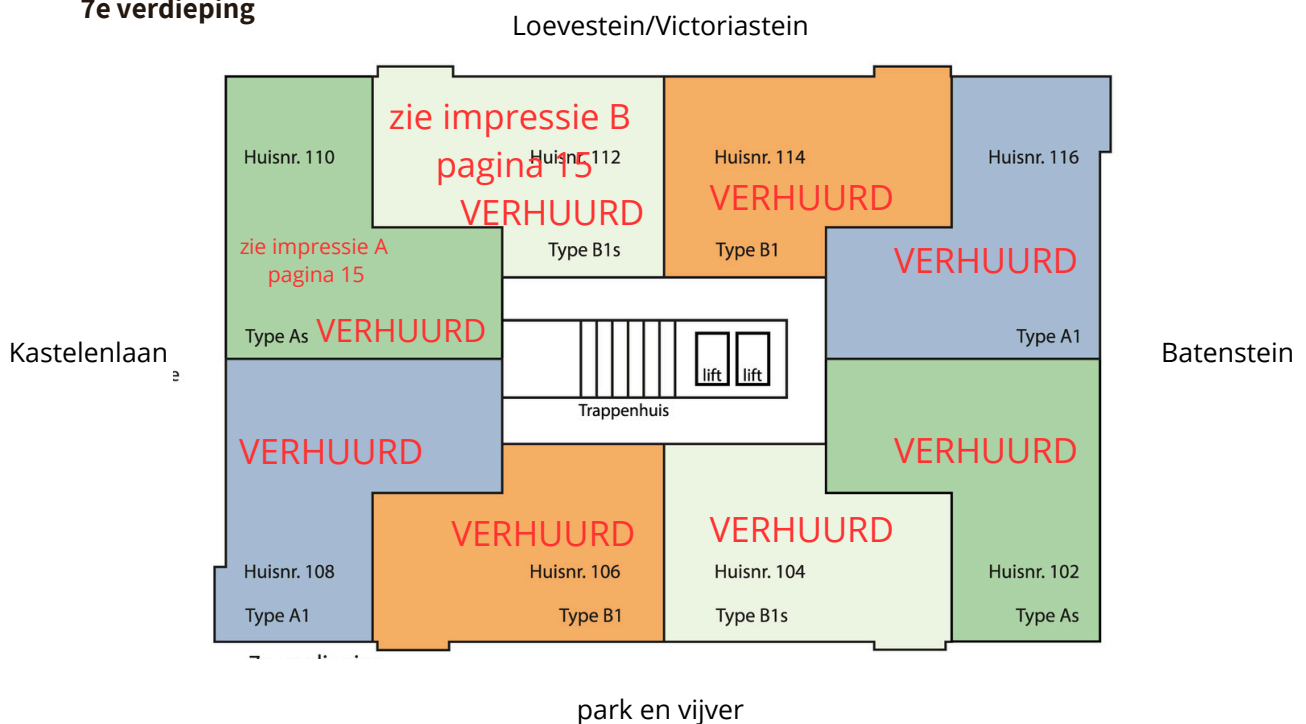 7e verdieping
Loevestein/Victoriastein
zie impressie B
pagina 15
Huisnr. 110
Huisnr. 112
Huisnr. 114
Huisnr. 116
VERHUURD
VERHUURD
zie impressie A
pagina 15
Type B1s
Type B1
VERHUURD
Type As
VERHUURD
Type A1
Kastelenlaan
e
Batenstein
lift
lift
Trappenhuis
VERHUURD
VERHUURD
VERHUURD
VERHUURD
Huisnr. 108
Huisnr. 106
Huisnr. 104
Huisnr. 102
Type A1
Type B1
Type B1s
Type As
park en vijver